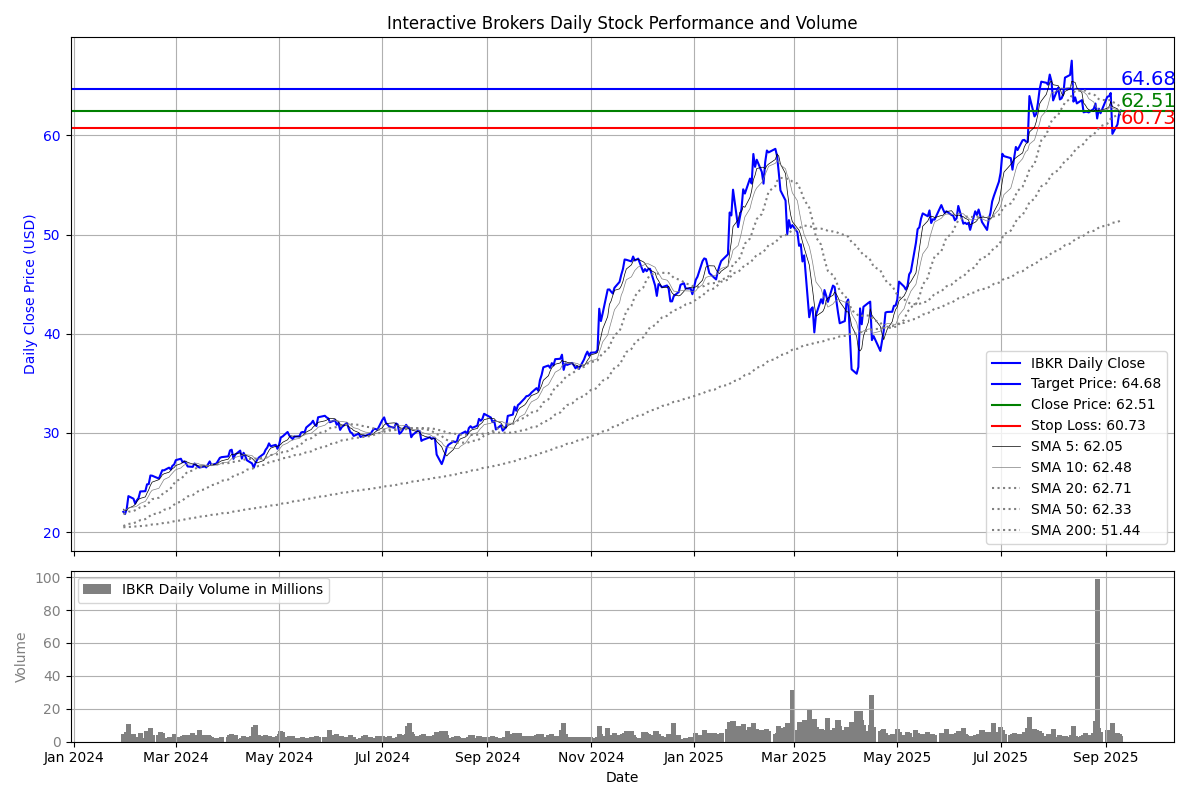 Interactive Brokers Daily Stock Performance and Volume
Daily Close Price (USD)
60
50
40
30
20
64.68
62.51
60.73
IBKR Daily Close
Target Price: 64.68
Close Price: 62.51
Stop Loss: 60.73
SMA 5: 62.05
SMA 10: 62.48
SMA 20: 62.71
SMA 50: 62.33
SMA 200: 51.44
Volume
100
80
60
40
20
0
IBKR Daily Volume in Millions
Jan 2024 Mar 2024 May 2024 Jul 2024 Sep 2024 Nov 2024 Jan 2025 Mar 2025 May 2025 Jul 2025 Sep 2025
Date